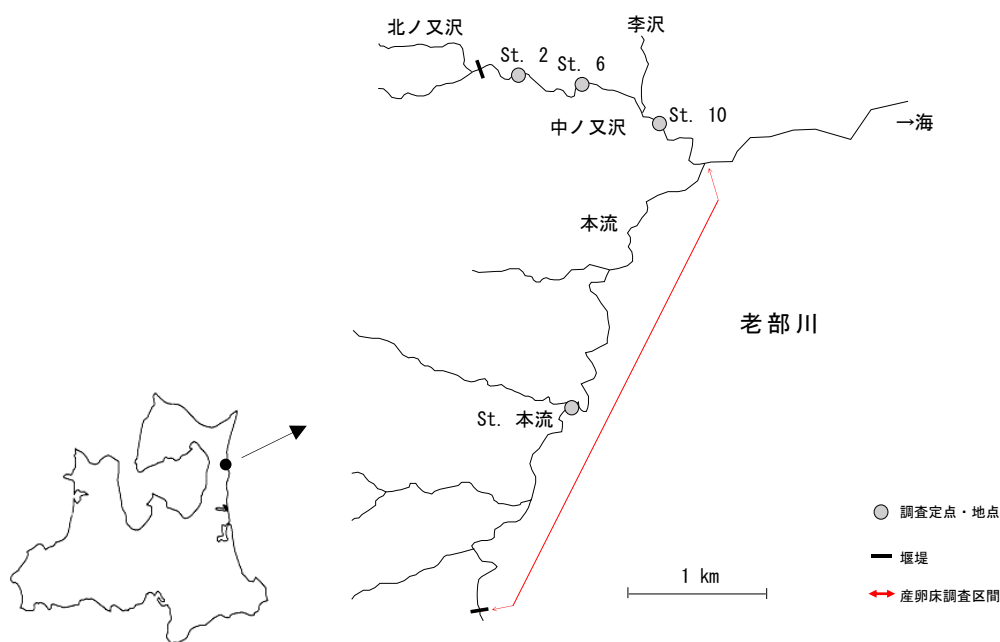 北ノ又沢
李沢
St. 2
St. 6
St. 10
中ノ又沢
→海
本流
老部川
St. 本流
調査定点・地点
堰堤
1 km
産卵床調査区間